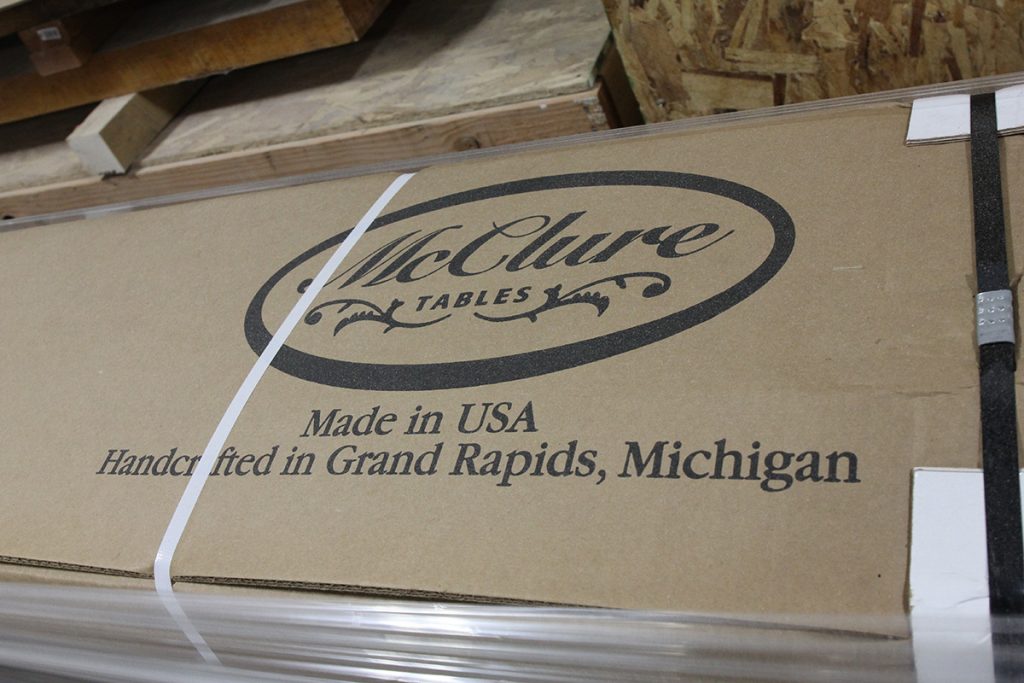 McClure
TABLES
Made in USA
Handcrafted in Grand Rapids, Michigan